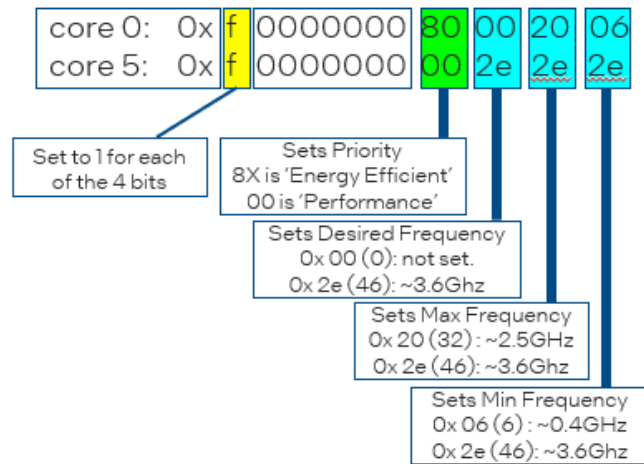 core 0: 0x f 0000000 80 00 20 06
core 5: 0x f 0000000 00 2e 2e 2e
Set to 1 for each
of the 4 bits
Sets Priority
8X is 'Energy Efficient'
00 is 'Performance'
Sets Desired Frequency
0x 00 (0): not set.
0x 2e (46): ~3.6Ghz
Sets Max Frequency
0x 20 (32) : ~2.5GHz
0x 2e (46): ~3.6Ghz
Sets Min Frequency
0x 06 (6) : ~0.4GHz
0x 2e (46): ~3.6Ghz